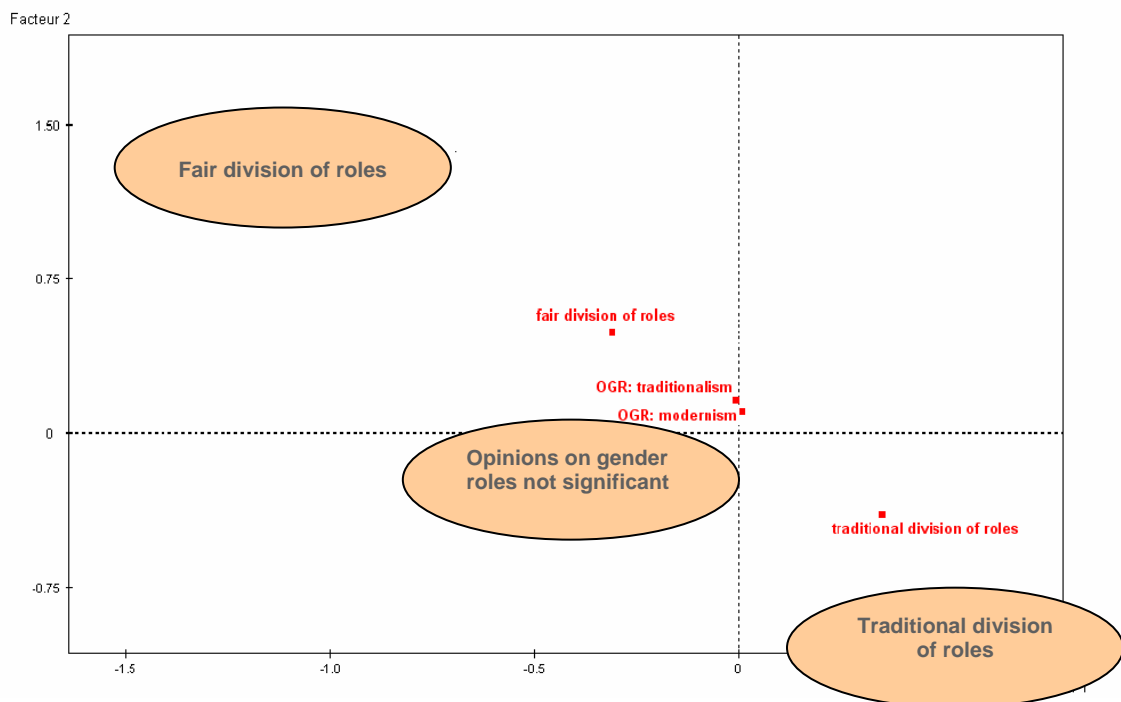 Facteur 2
1.50
Fair division of roles
0.75
fair division of roles
OGR: traditionalism
OGR: modernism
0
Opinions on gender
roles not significant
traditional division of roles
-0.75
Traditional division
of roles
-1.5
-1.0
-0.5
0